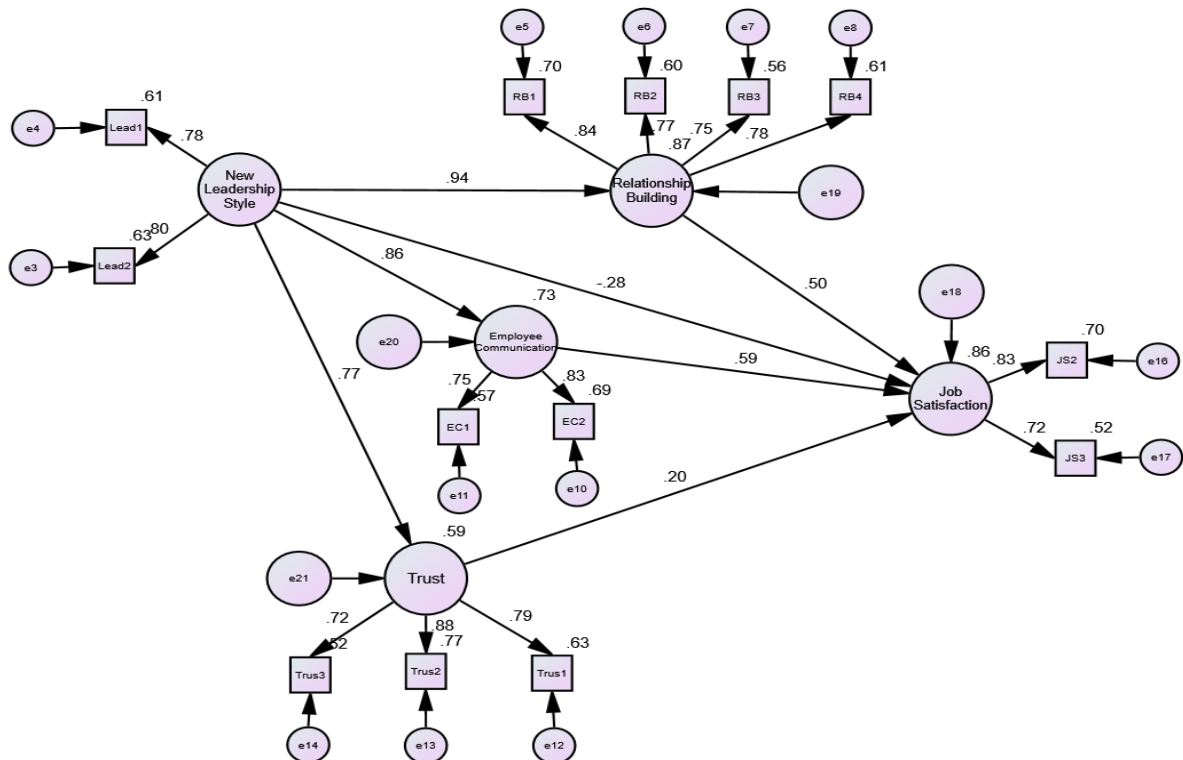 e5
e6
e7
e8
.70
.60
.56
.61
RB1
RB2
RB3
RB4
.61
e4
Lead1
.78
.84
.77
.75
.87
.78
New
Leadership
Style
.94
Relationship
Building
e19
.63
.80
e3
Lead2
.86
-.28
.50
.73
e18
e20
Employee
Communication
.59
.86
.83
.70
JS2
e16
.77
.75
.57
.83
.69
Job
Satisfaction
EC1
EC2
.72
.52
JS3
e17
e11
e10
.20
.59
e21
Trust
.72
.52
.88
.77
.79
.63
Trus3
Trus2
Trus1
e14
e13
e12